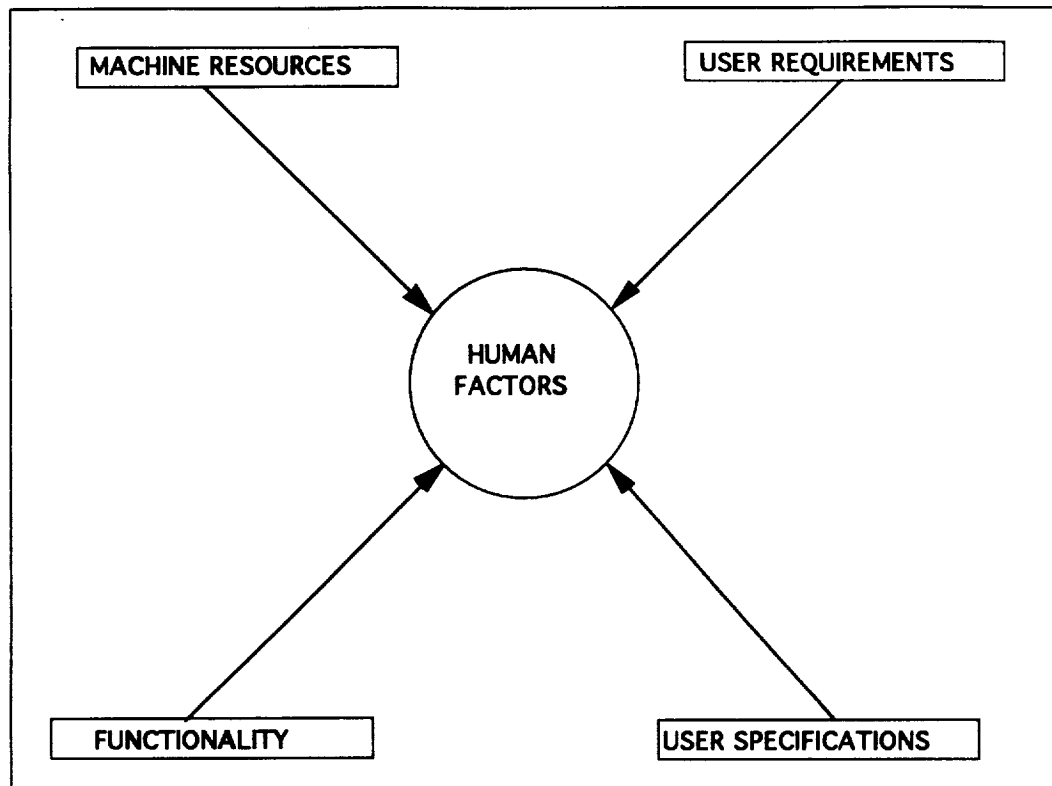 MACHINE RESOURCES
USER REQUIREMENTS
HUMAN
FACTORS
FUNCTIONALITY
USER SPECIFICATIONS